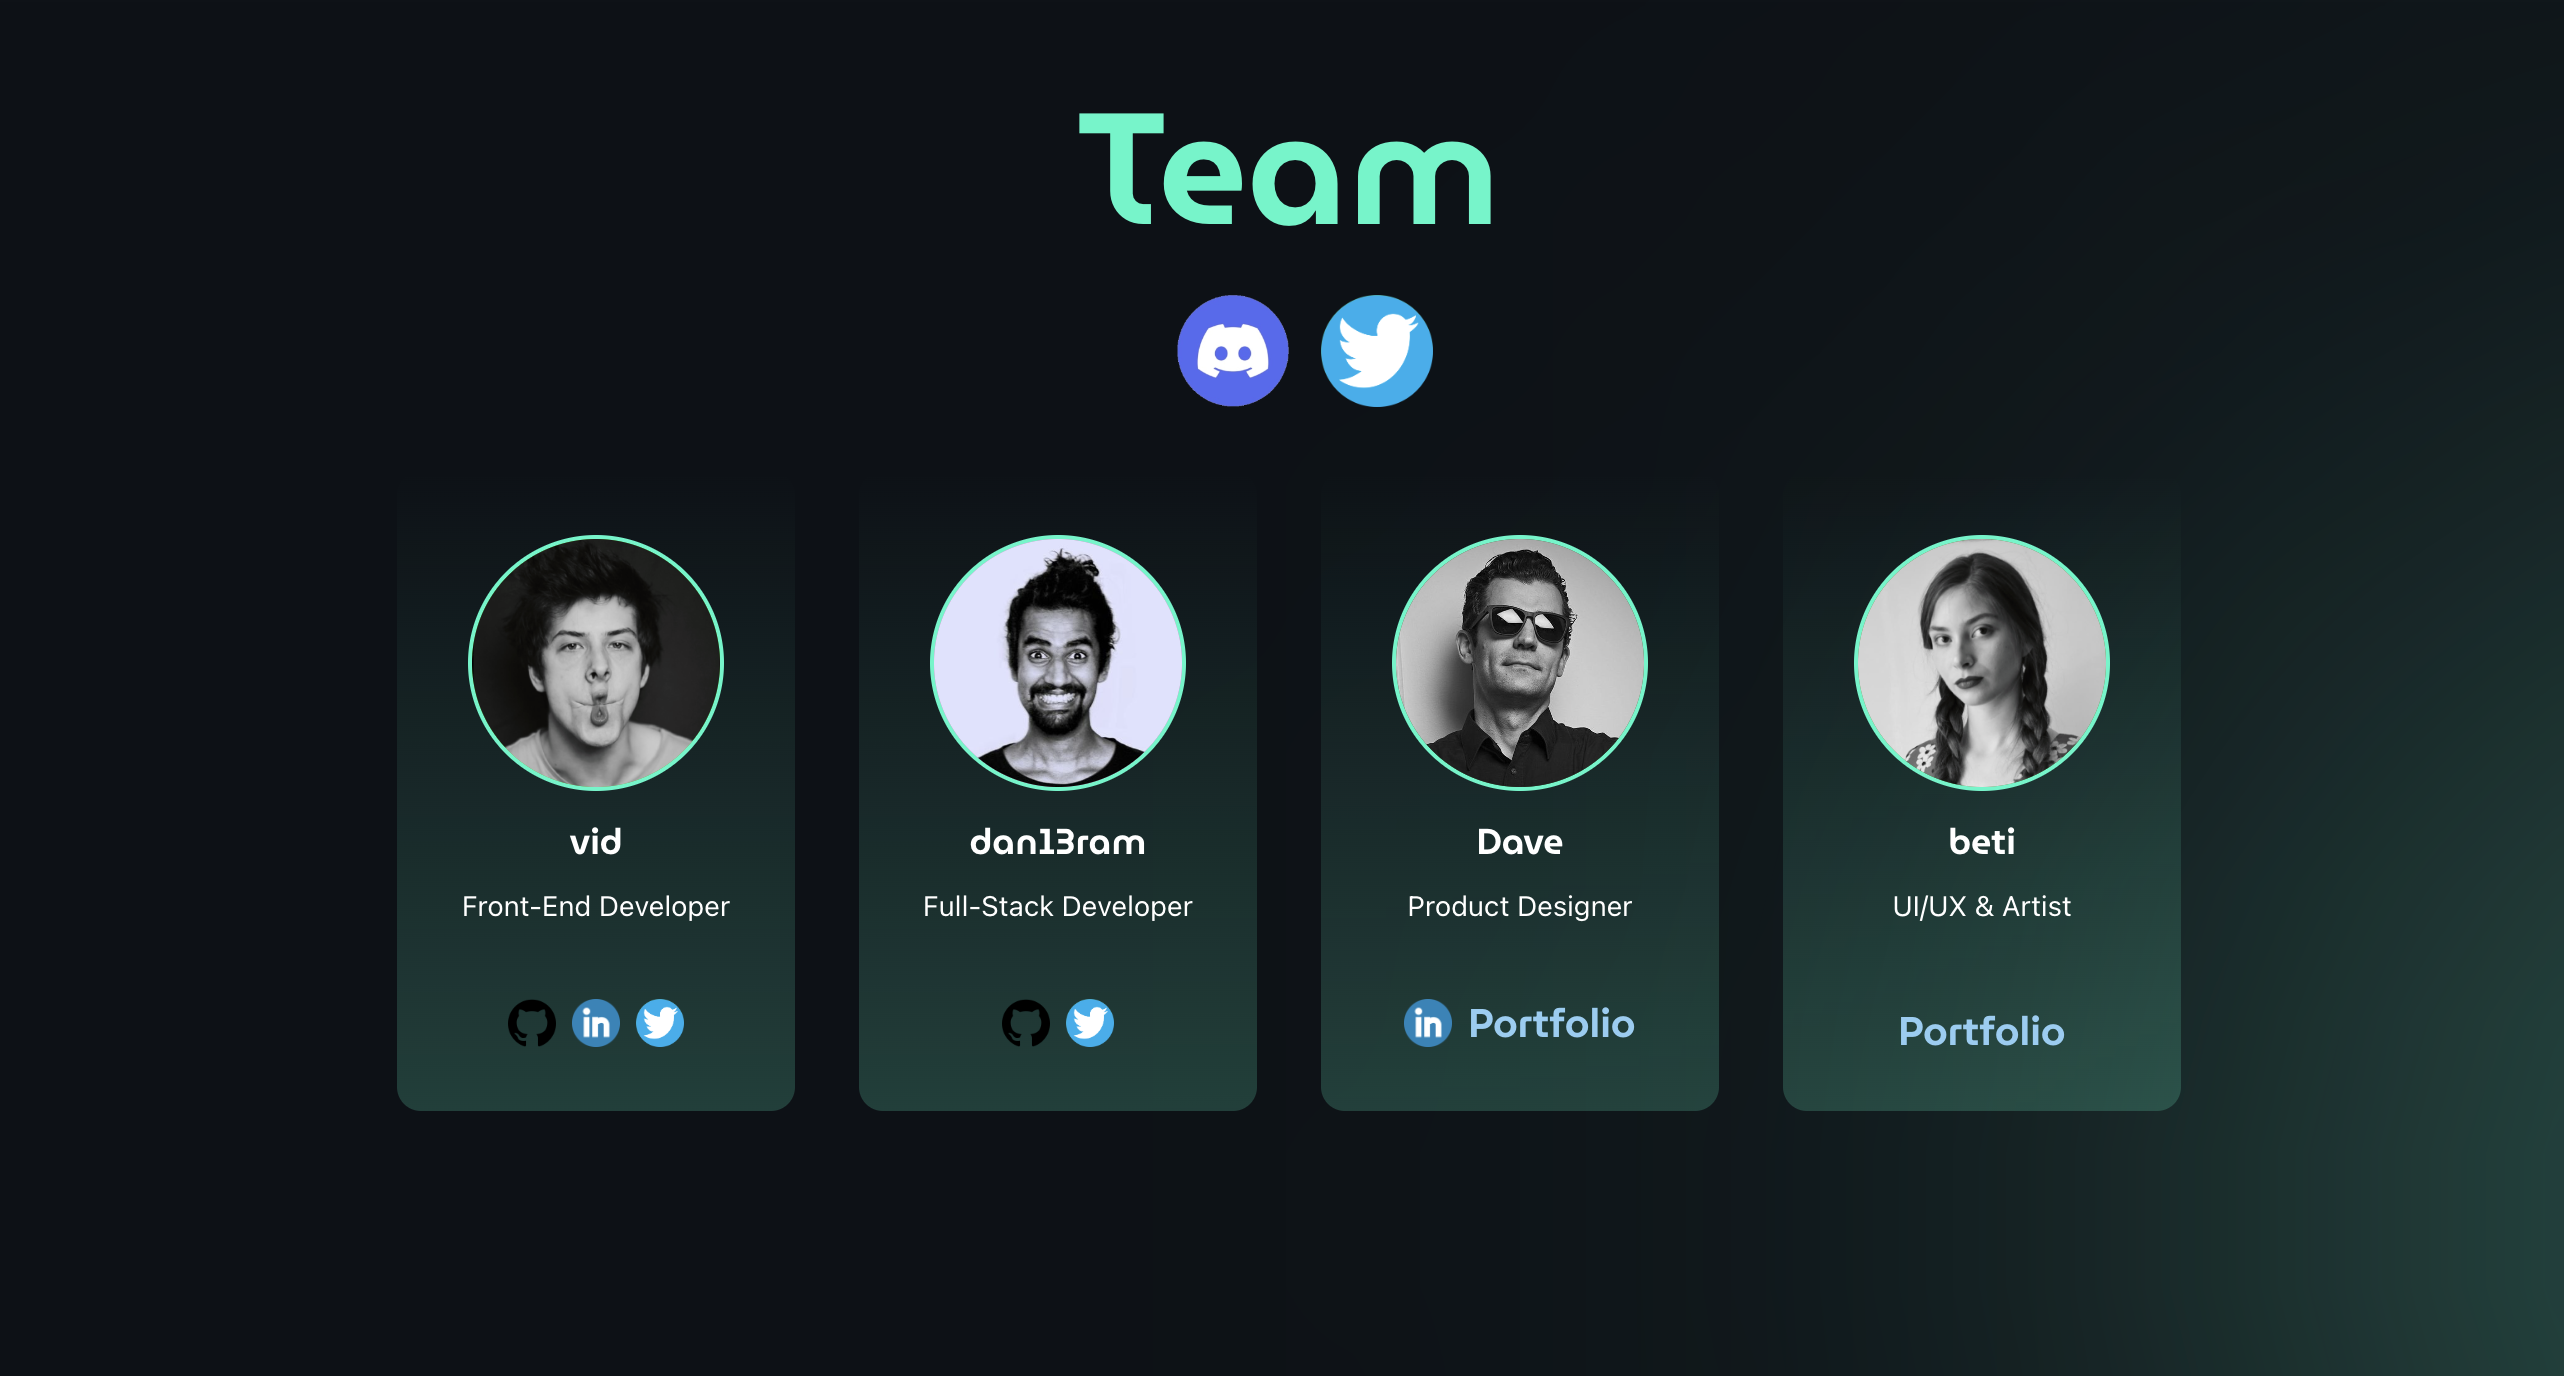 Team
vid
dan13ram
Dave
beti
Front-End Developer
Full-Stack Developer
Product Designer
UI/UX & Artist
in
in
Portfolio
Portfolio